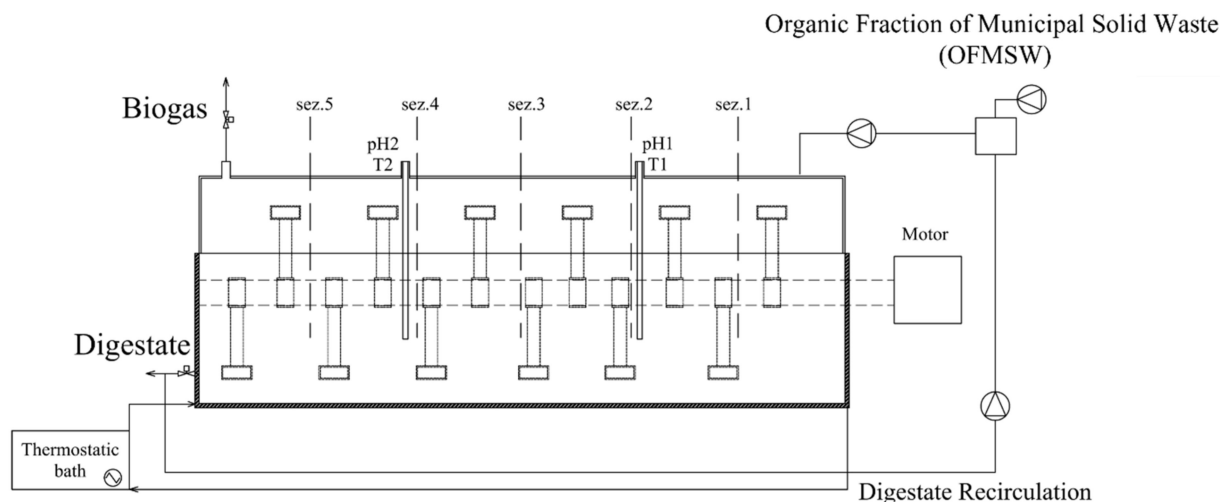 Organic Fraction of Municipal Solid Waste
(OFMSW)
Biogas
sez.5
sez.4
sez.3
sez.2
sez.1
pH2
T2
pH1
T1
Motor
Digestate
Thermostatic
bath
Digestate Recirculation